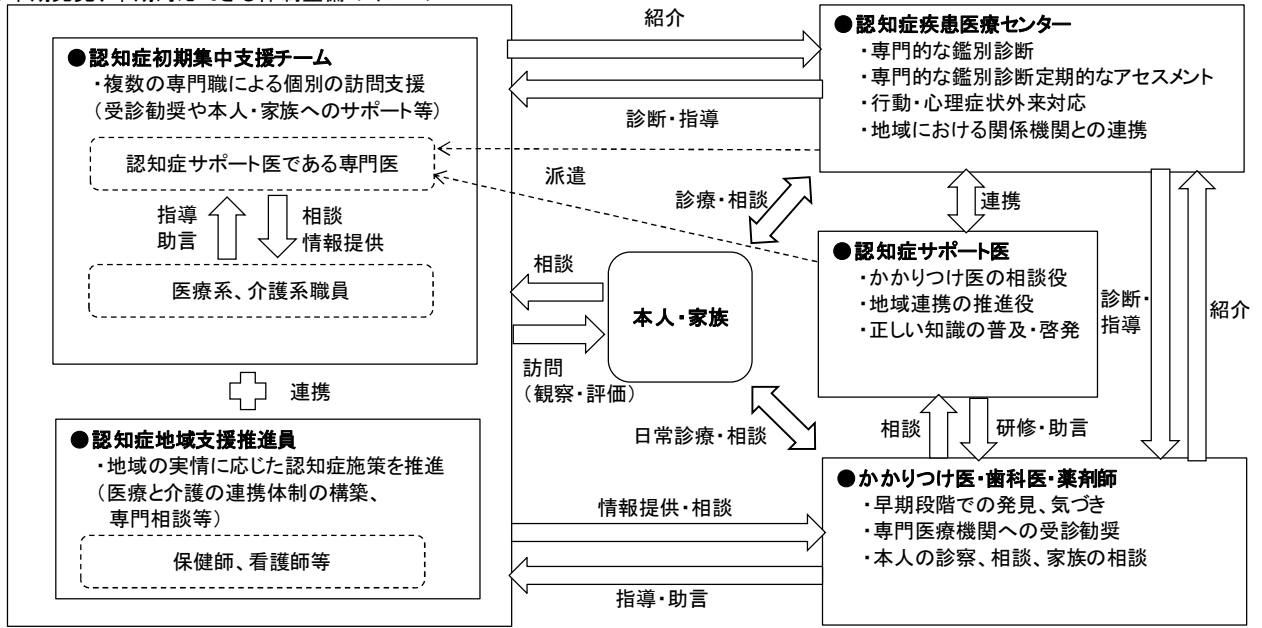 紹介
●認知症初期集中支援チーム
・複数の専門職による個別の訪問支援
（受診勧奨や本人・家族へのサポート等）
認知症サポート医である専門医
指導
助言
相談
情報提供
医療系、介護系職員
連携
●認知症地域支援推進員
・地域の実情に応じた認知症施策を推進
（医療と介護の連携体制の構築、
専門相談等）
保健師、看護師等
診断・指導
派遣
診療・相談
相談
本人・家族
訪問
（観察・評価）
日常診療・相談
情報提供・相談
指導・助言
●認知症疾患医療センター
・専門的な鑑別診断
・専門的な鑑別診断定期的なアセスメント
・行動・心理症状外来対応
・地域における関係機関との連携
連携
●認知症サポート医
・かかりつけ医の相談役
・地域連携の推進役
・正しい知識の普及・啓発
診断・
指導
紹介
相談
研修・助言
●かかりつけ医・歯科医・薬剤師
・早期段階での発見、気づき
・専門医療機関への受診勧奨
・本人の診察、相談、家族の相談